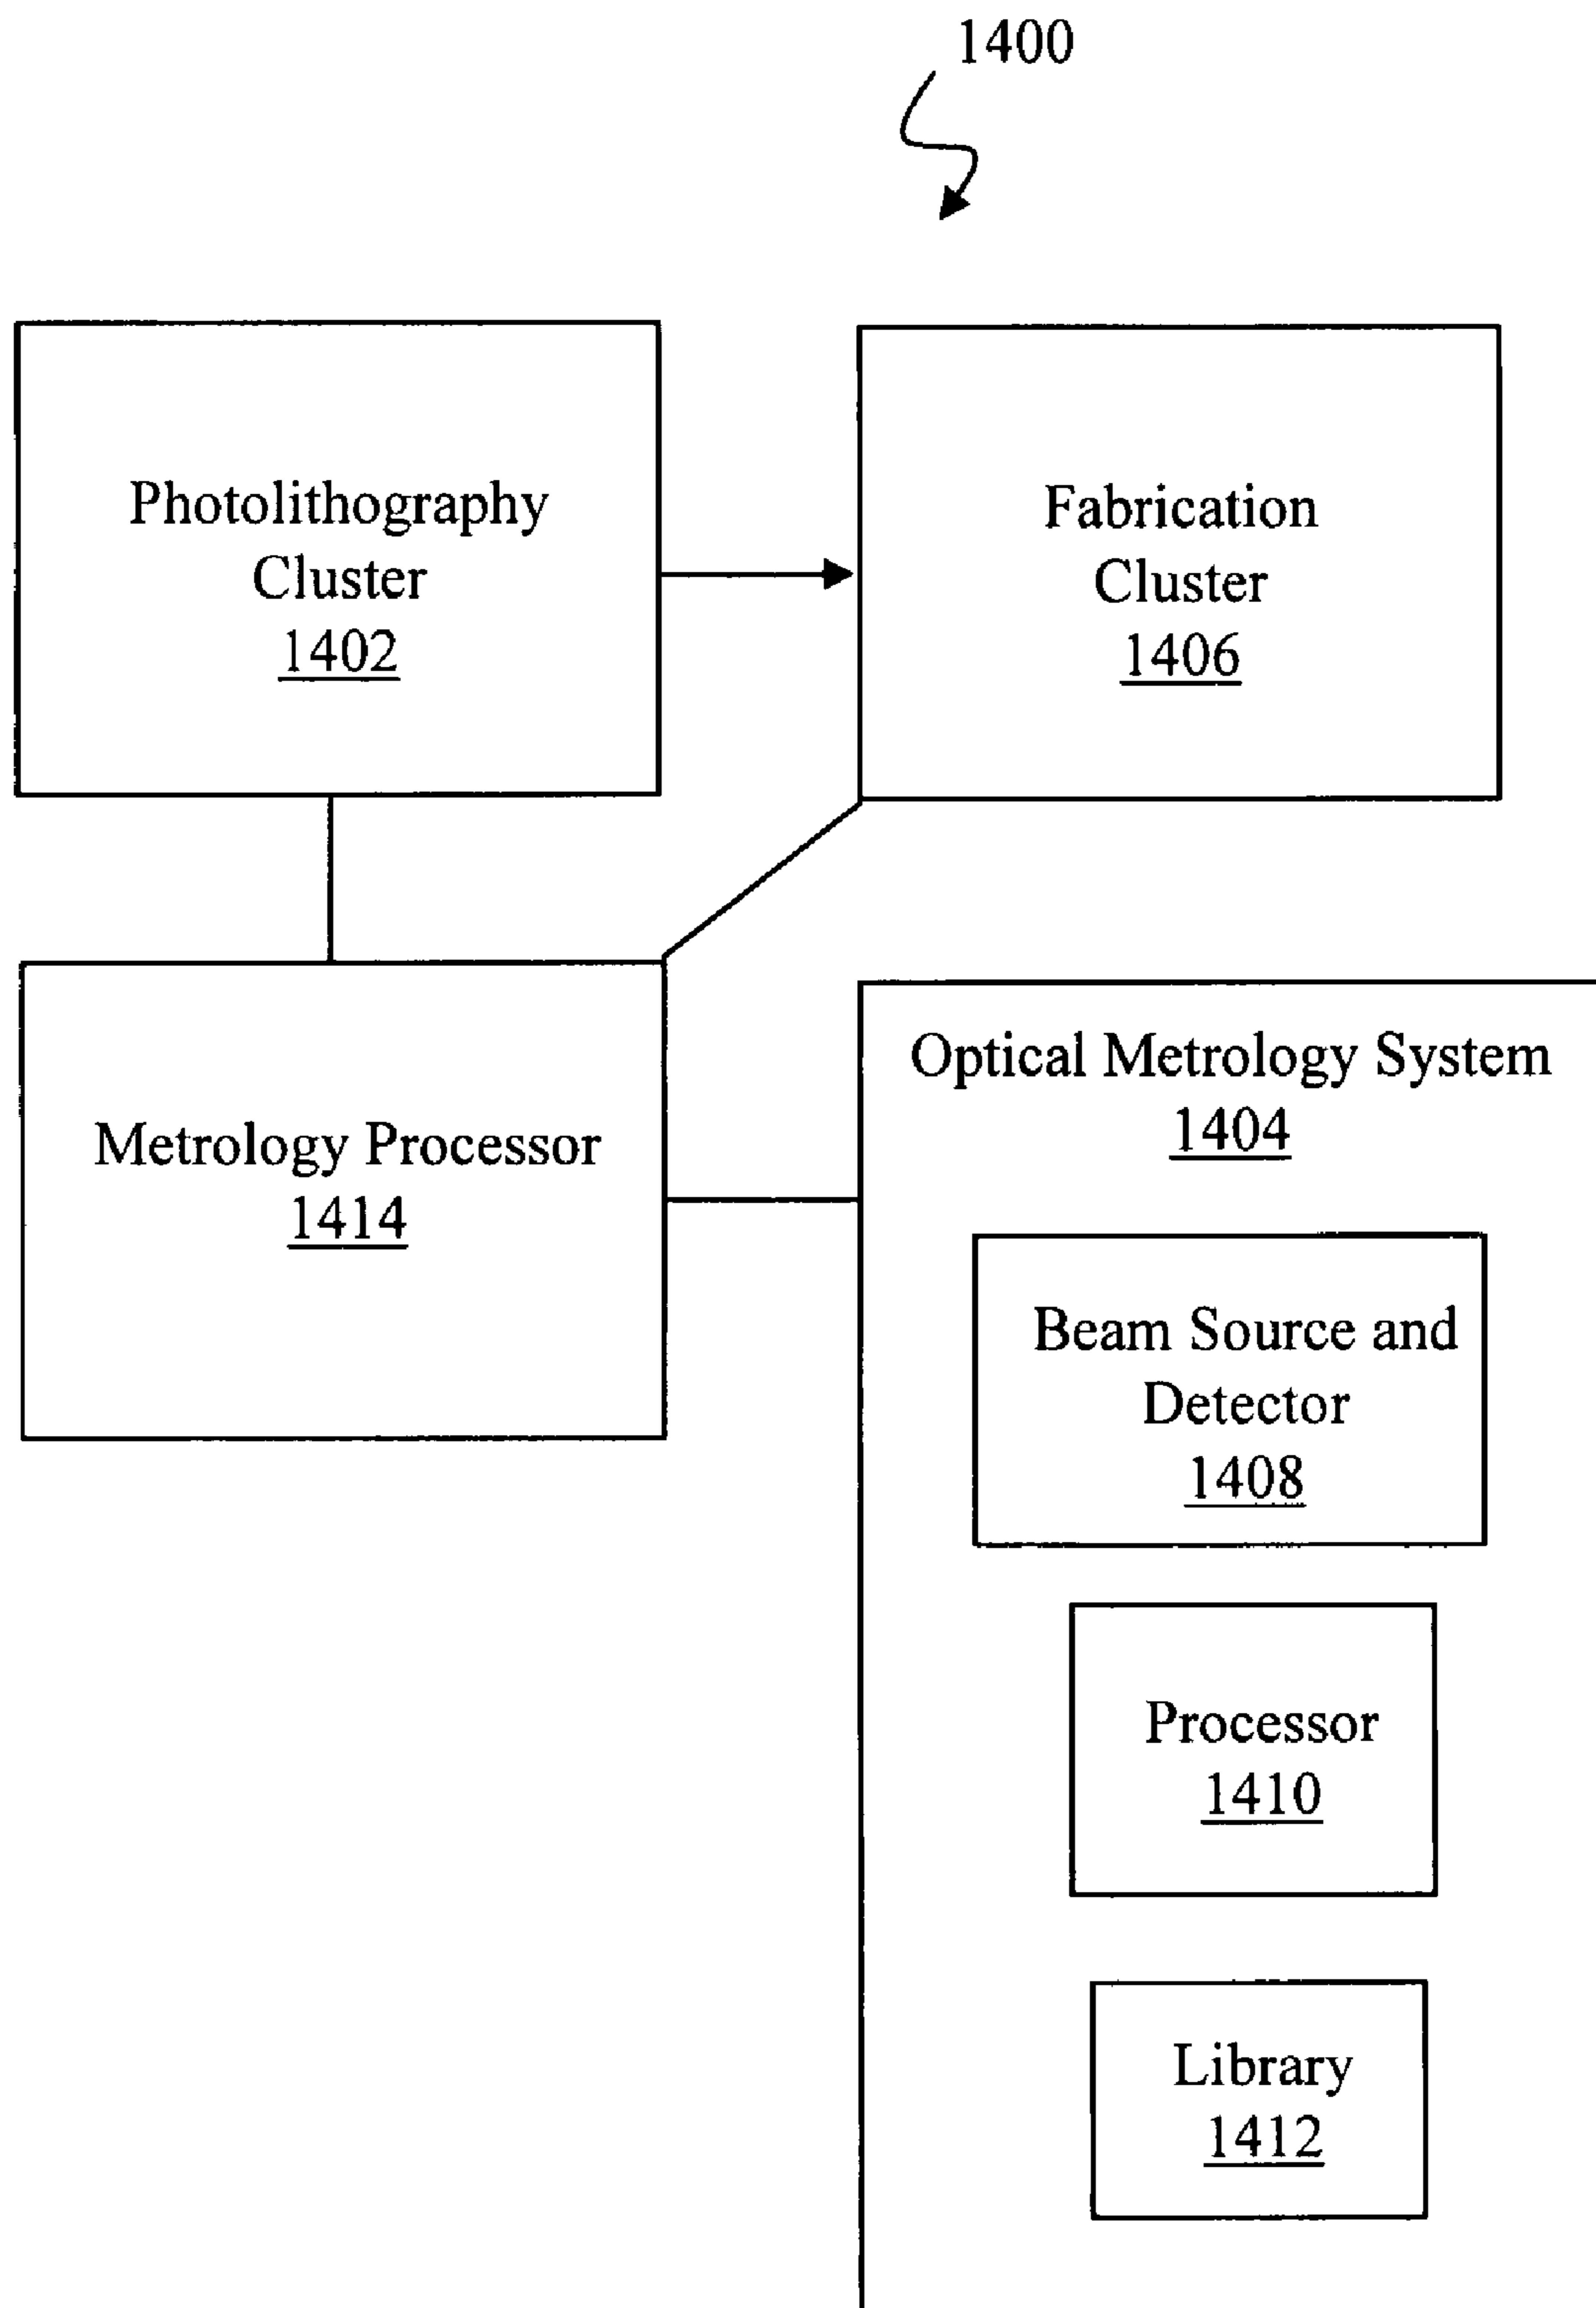 1400
Photolithography
Cluster
1402
Fabrication
Cluster
1406
Metrology Processor
1414
Optical Metrology System
1404
Beam Source and
Detector
1408
Processor
1410
Library
1412